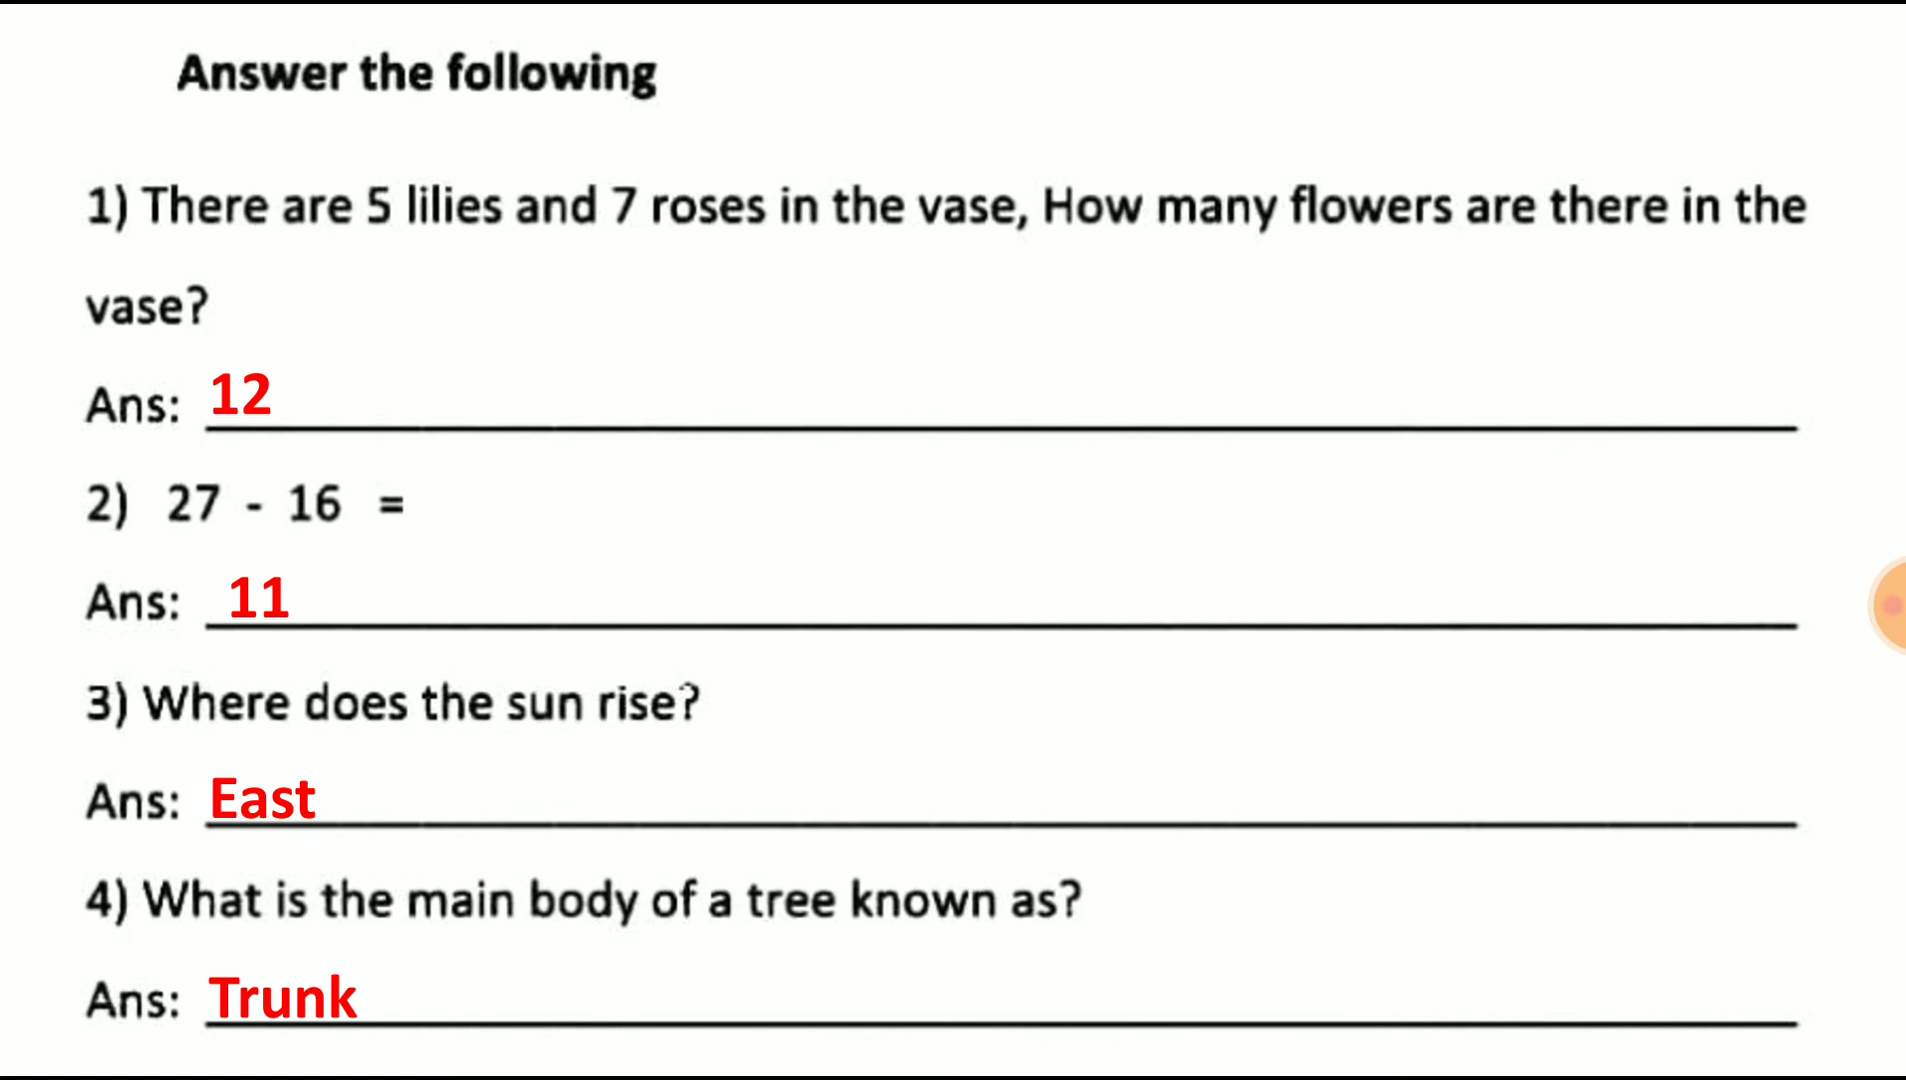 Answer the following
1) There are 5 lilies and 7 roses in the vase, How many flowers are there in the
vase?
Ans: 12
2) 27 - 16 =
Ans: 11
3) Where does the sun rise?
Ans: East
4) What is the main body of a tree known as?
Ans: Trunk